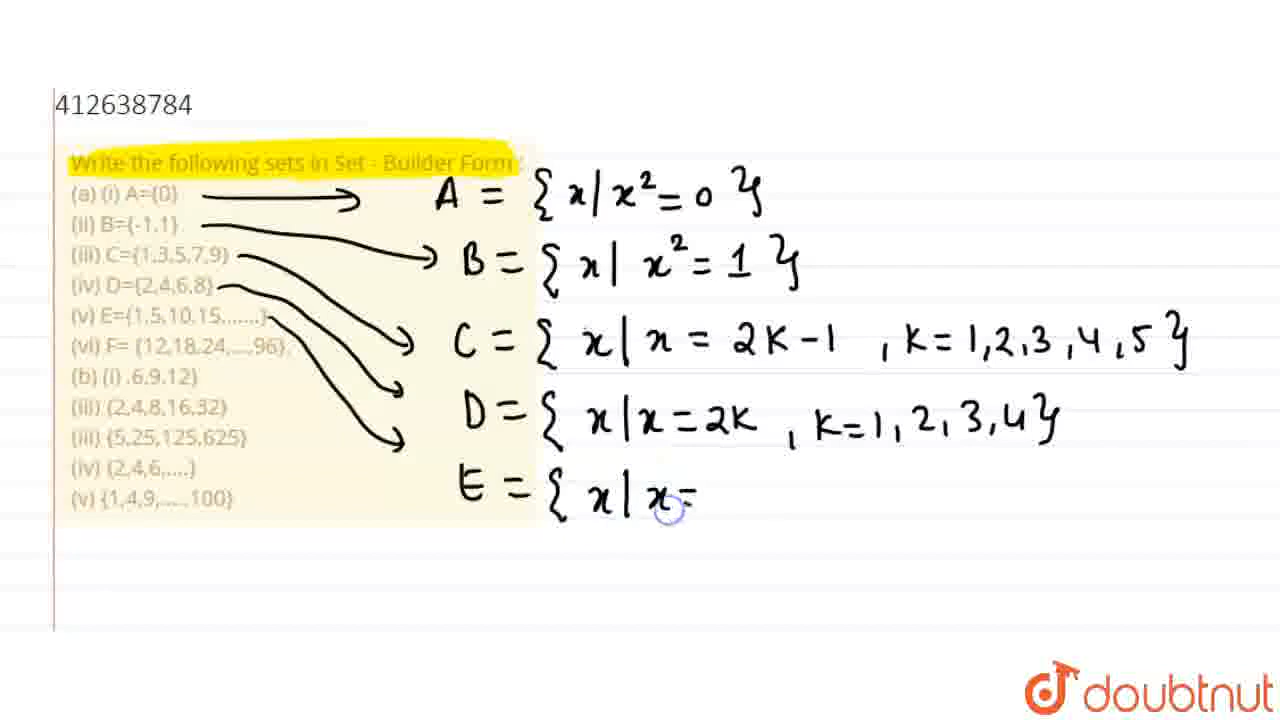 412638784
Write the following sets in Set - Builder Form :
(a) (i) A={0}
A = { x | x² = 0 }
(ii) B={-1,1}
B = { x | x² = 1 }
(iii) C={1,3,5,7,9}
(iv) D={2,4,6,8}
(v) E={1,5,10,15,......}
C = { x | x = 2K - 1 , K = 1, 2, 3, 4, 5 }
(vi) F= {12,18,24,...,96},
(b) (i) .6,9,12}
(iii) {2,4,8,16,32}
D = { x | x = 2K , K = 1, 2, 3, 4 }
(iii) {5,25,125,625}
(iv) {2,4,6,....}
E = { x | x =
(v) {1,4,9,....,100}
doubtnut